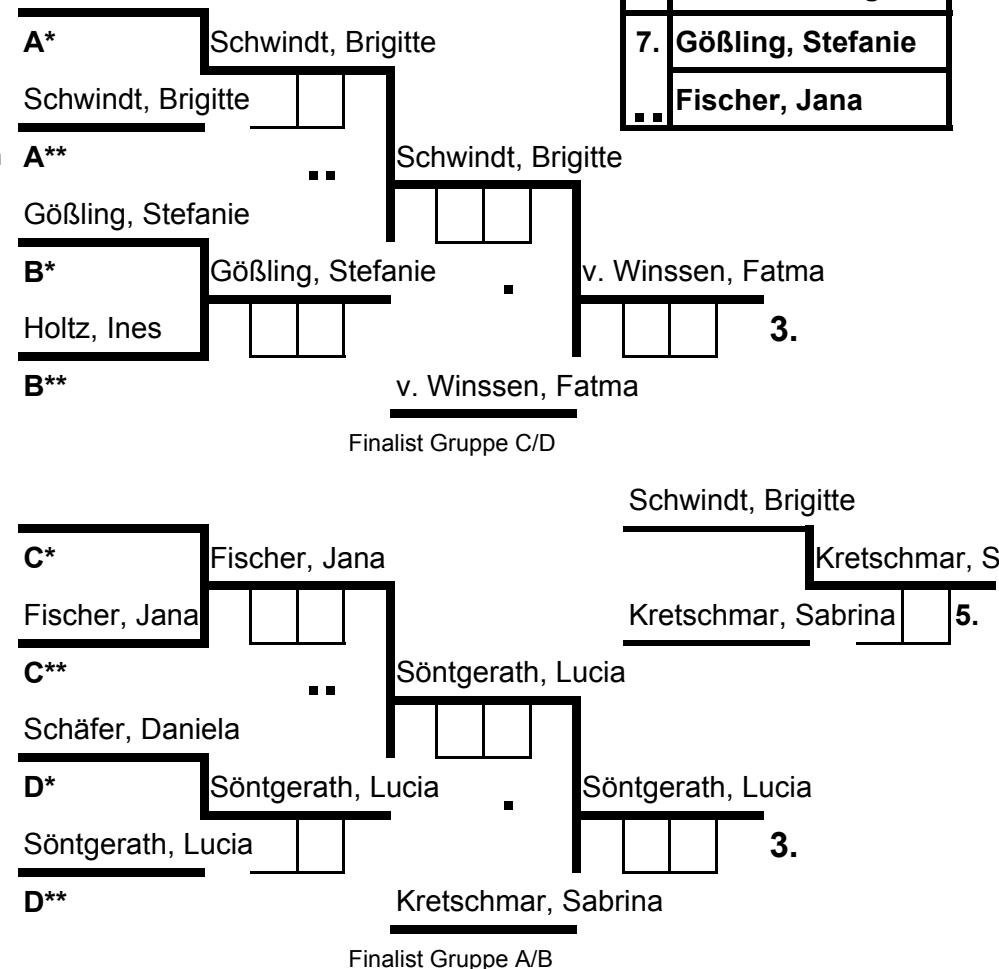 A*
Schwindt, Brigitte
7. Gößling, Stefanie
Schwindt, Brigitte
Fischer, Jana
A**
Schwindt, Brigitte
Gößling, Stefanie
B*
Gößling, Stefanie
v. Winssen, Fatma
Holtz, Ines
3.
B**
v. Winssen, Fatma
Finalist Gruppe C/D
Schwindt, Brigitte
C*
Fischer, Jana
Kretschmar, S
Fischer, Jana
Kretschmar, Sabrina
5.
C**
Söntgerath, Lucia
Schäfer, Daniela
D*
Söntgerath, Lucia
Söntgerath, Lucia
Söntgerath, Lucia
3.
D**
Kretschmar, Sabrina
Finalist Gruppe A/B